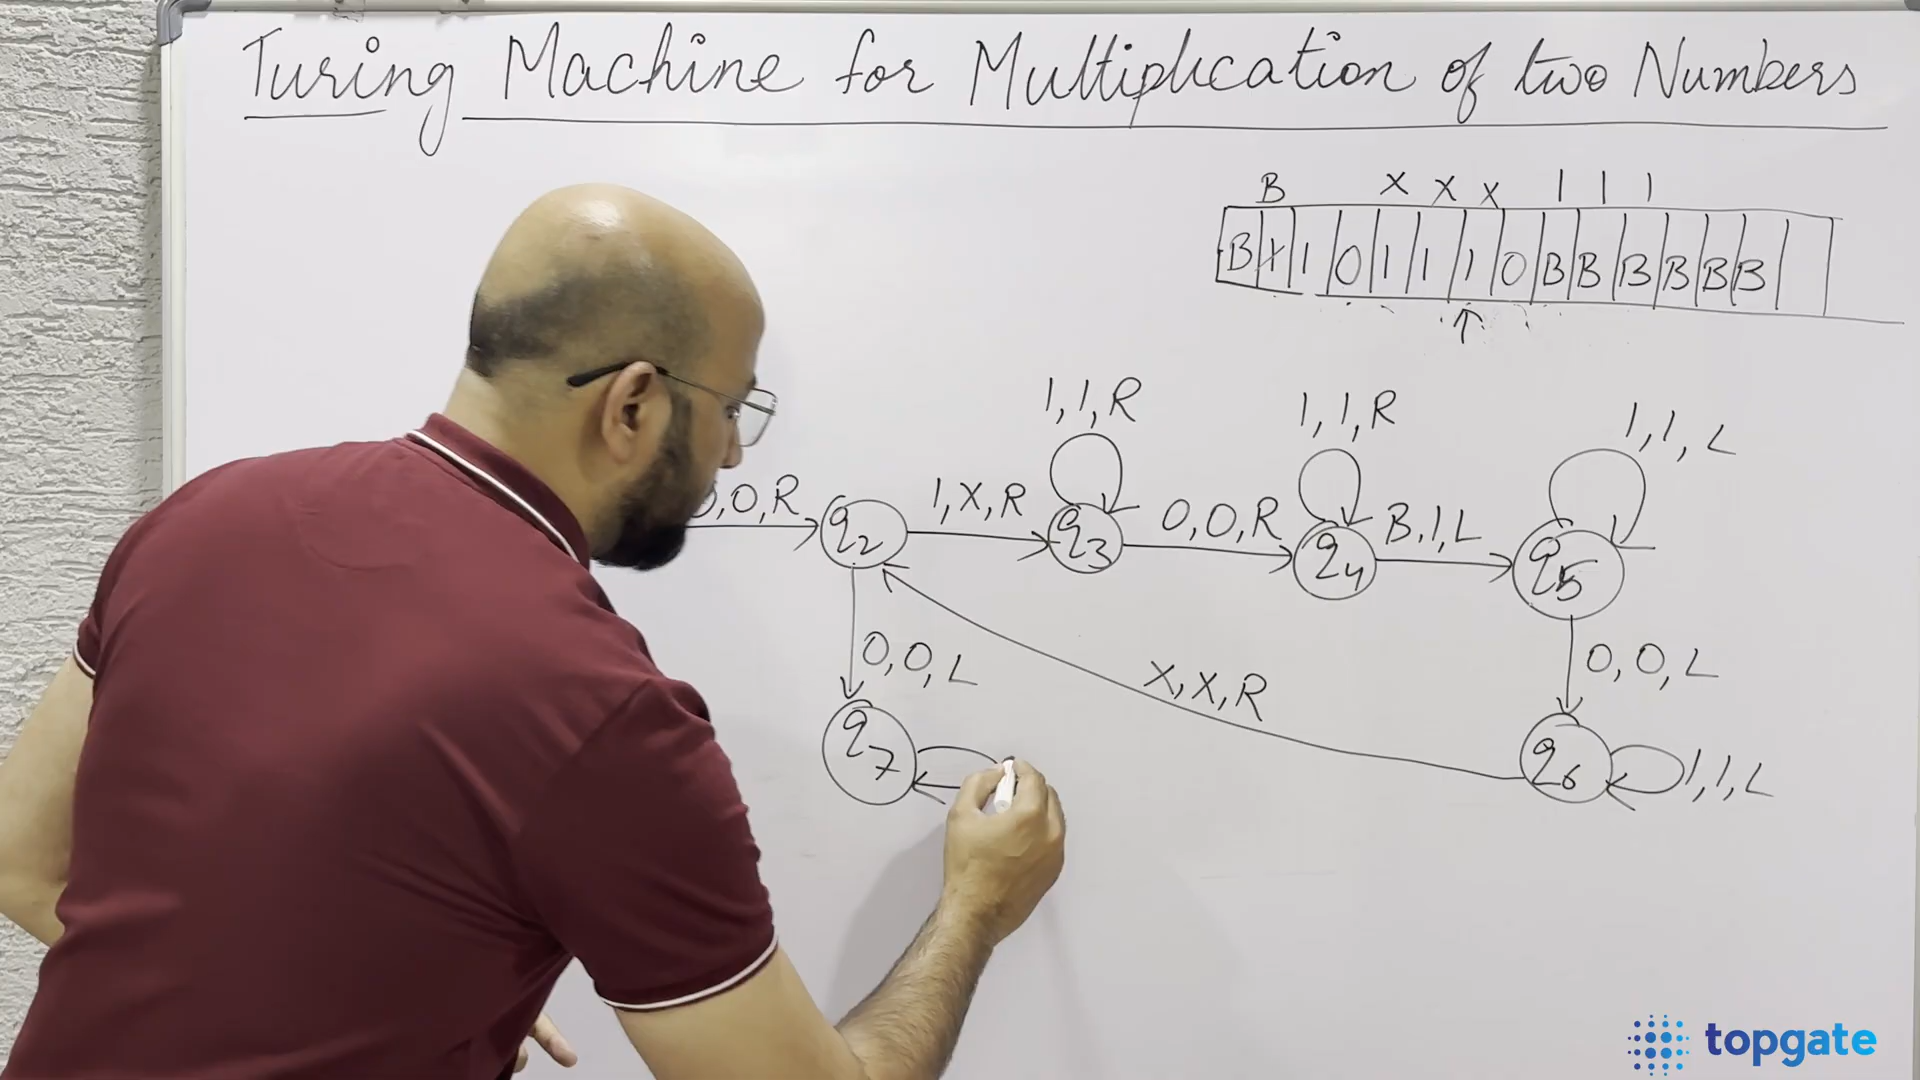 Turing Machine for Multiplication of two Numbers
B X X X 1 1 1
B 1 1 0 1 1 1 0 B B B B B B
1,1,R 1,1,R 1,1,L
0,0,R q2 1,X,R q3 0,0,R q4 B,1,L q5
0,0,L X,X,R 0,0,L
q7 q6 1,1,L
topgate